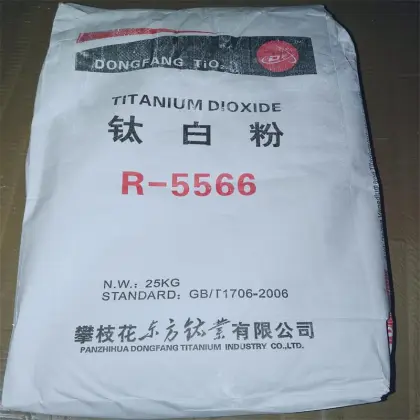 DONGFANG TiO₂
TITANIUM DIOXIDE
钛白粉
R-5566
N.W.: 25KG
STANDARD: GB/T1706-2006
攀枝花东方钛業有限公司
PANZHIHUA DONGFANG TITANIUM INDUSTRY CO.,LTD.